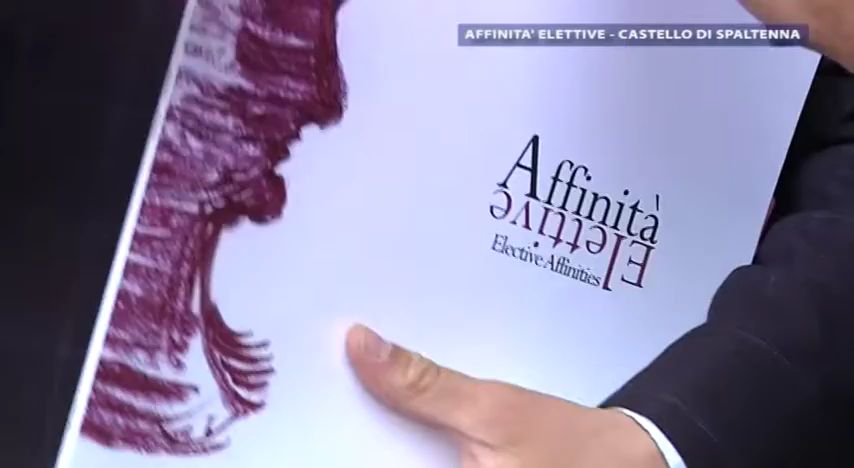 AFFINITA' ELETTIVE - CASTELLO DI SPALTENNA
Affinità
Elettive
Elective Affinities